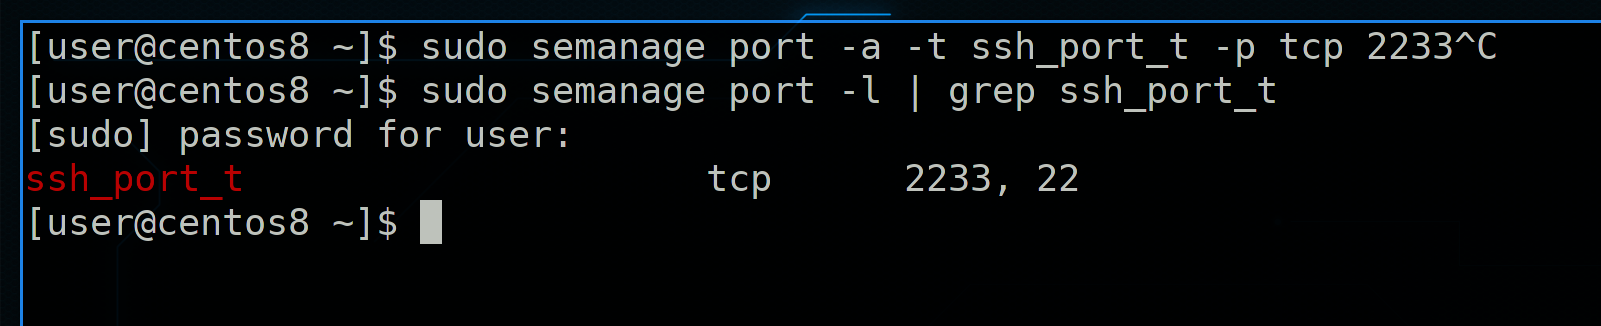 [user@centos8 ~]$ sudo semanage port -a -t ssh_port_t -p tcp 2233^C
[user@centos8 ~]$ sudo semanage port -l | grep ssh_port_t
[sudo] password for user:
ssh_port_t                     tcp      2233, 22
[user@centos8 ~]$